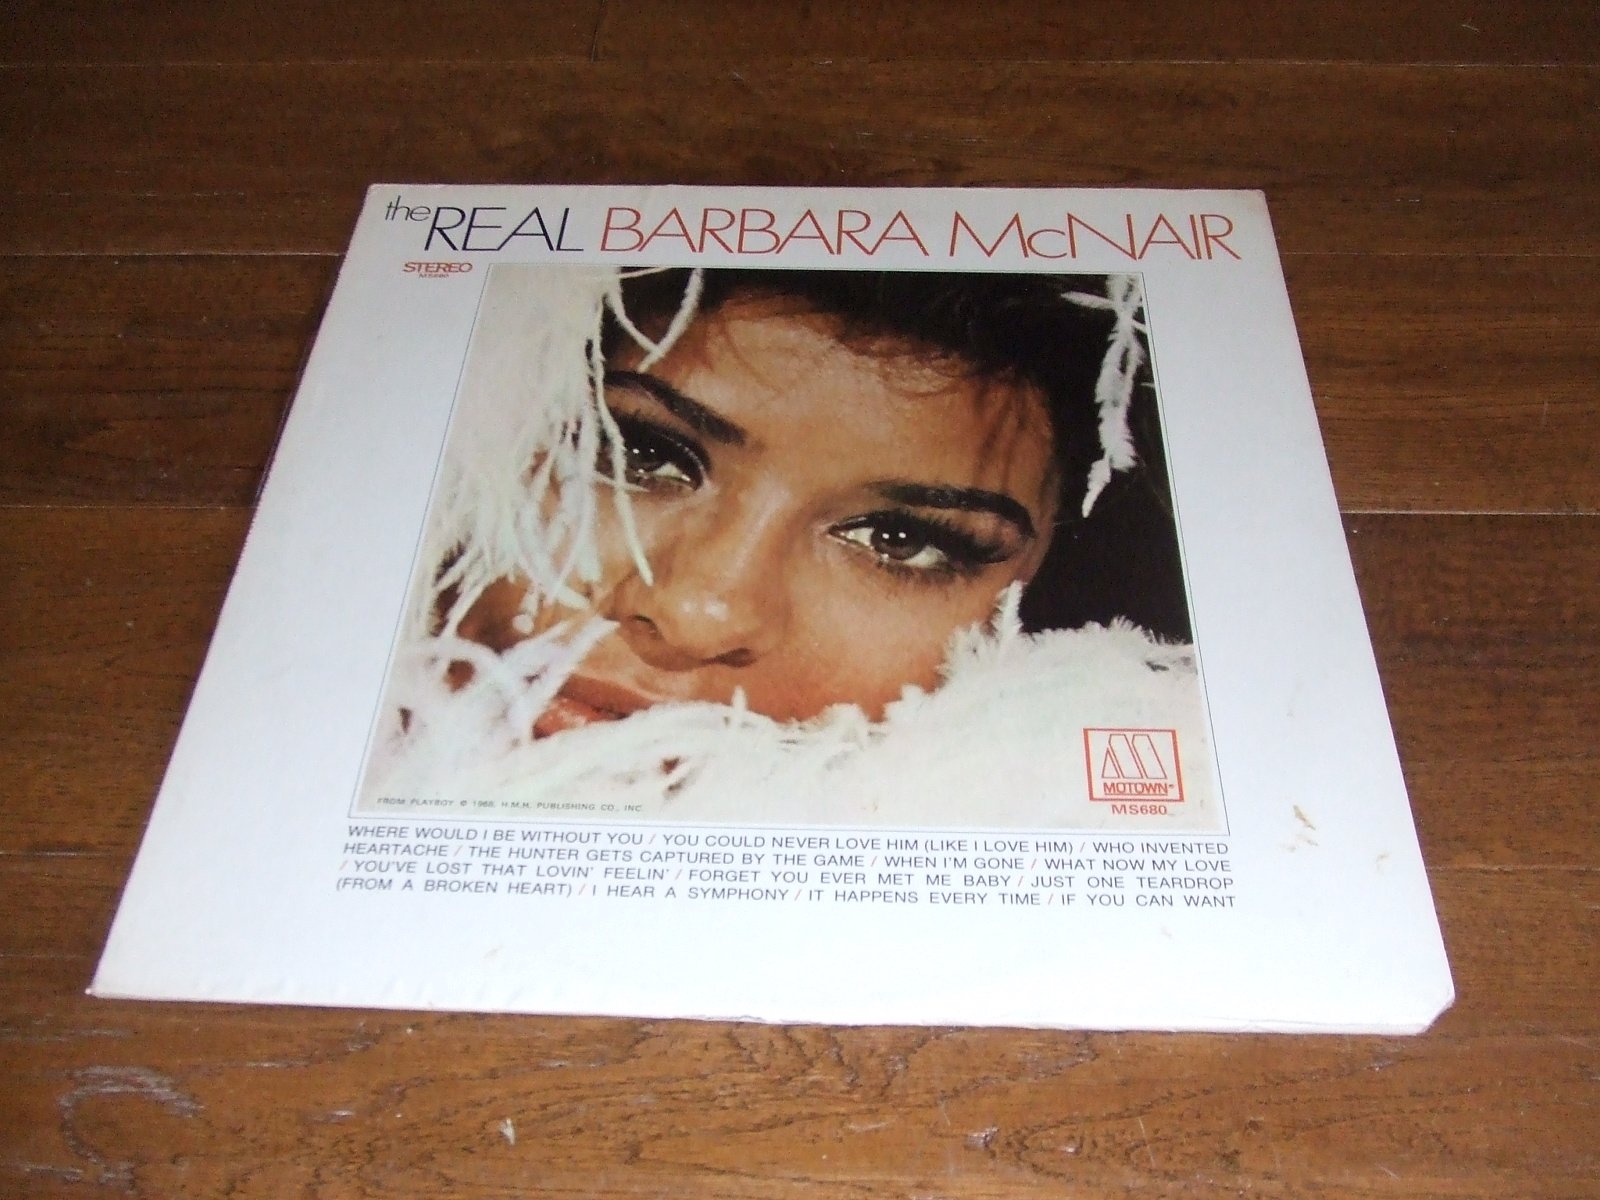 the REAL BARBARA McNAIR
STEREO
MS680
FROM PLAYBOY © 1968, H.M.H. PUBLISHING CO., INC.
MOTOWN®
MS680
WHERE WOULD I BE WITHOUT YOU / YOU COULD NEVER LOVE HIM (LIKE I LOVE HIM) / WHO INVENTED
HEARTACHE / THE HUNTER GETS CAPTURED BY THE GAME / WHEN I'M GONE / WHAT NOW MY LOVE
/ YOU'VE LOST THAT LOVIN' FEELIN' / FORGET YOU EVER MET ME BABY / JUST ONE TEARDROP
(FROM A BROKEN HEART) / I HEAR A SYMPHONY / IT HAPPENS EVERY TIME / IF YOU CAN WANT